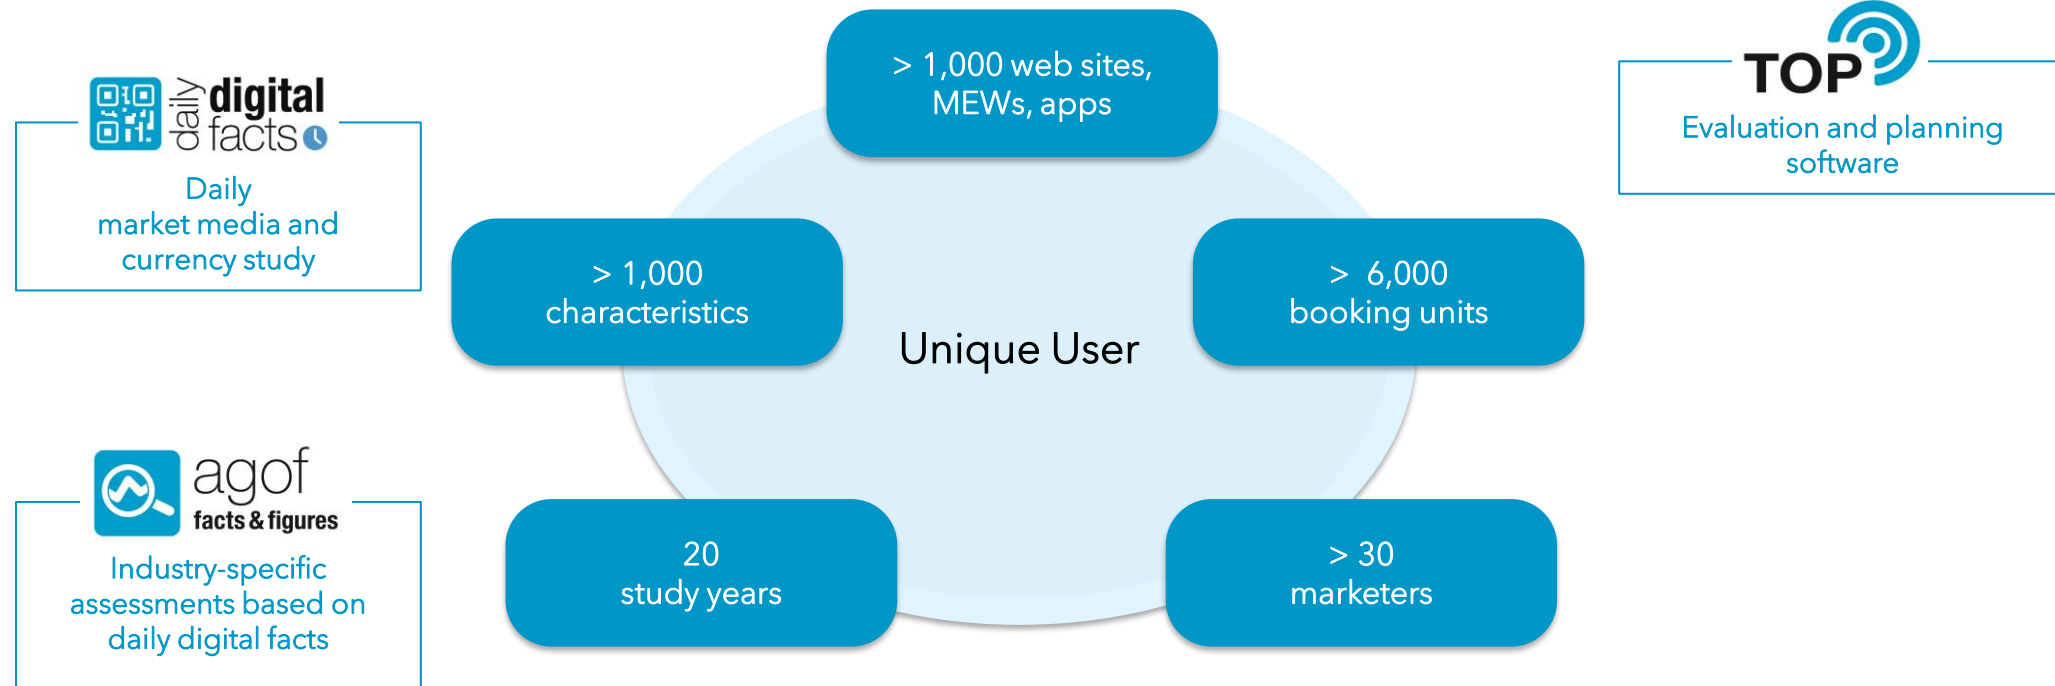 daily digital
facts
Daily
market media and
currency study
agof
facts & figures
Industry-specific
assessments based on
daily digital facts
> 1,000 web sites,
MEWs, apps
> 1,000
characteristics
> 6,000
booking units
Unique User
20
study years
> 30
marketers
TOP
Evaluation and planning
software